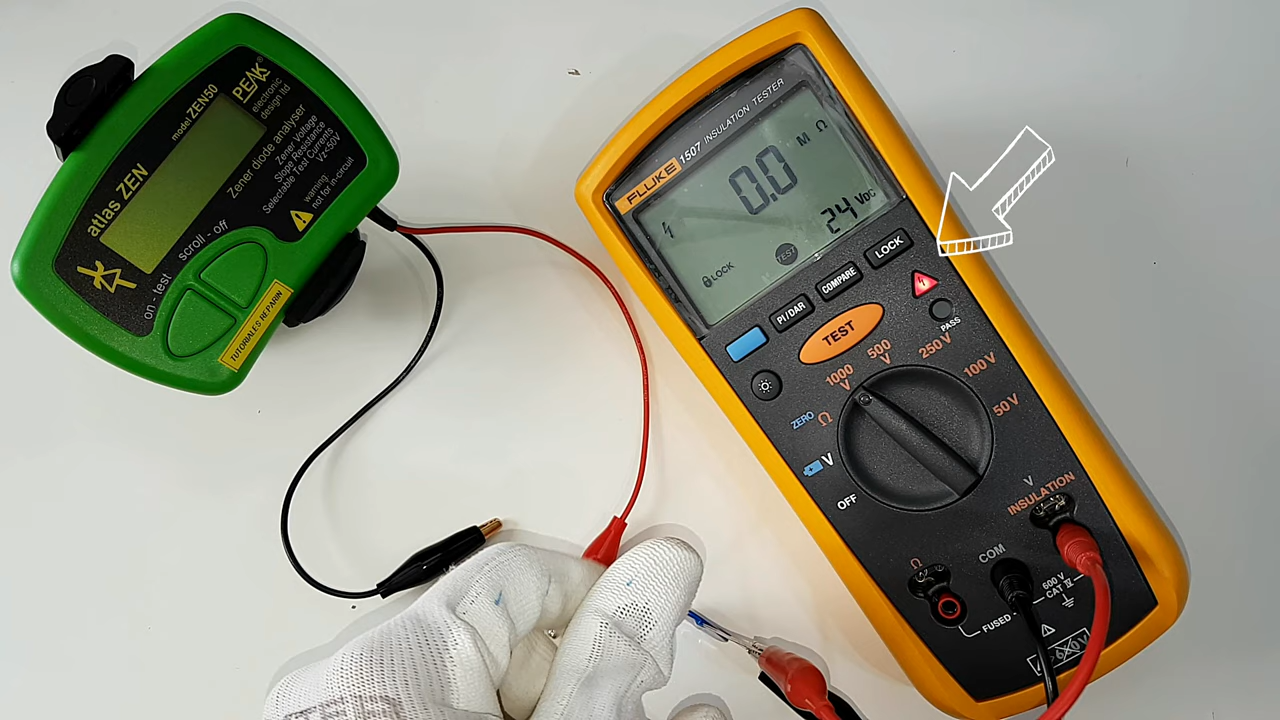 PEAK®
electronic
design ltd
model ZEN50
atlas ZEN
Zener diode analyser
Zener Voltage
Slope Resistance
Selectable Test Currents
Vz<50V
warning
not for in-circuit
on - test
scroll - off
TUTORIALES REPARIN
FLUKE 1507 INSULATION TESTER
0.0 M Ω
24 VDC
TEST
LOCK
PI/DAR
COMPARE
LOCK
TEST
PASS
1000 V
500 V
250 V
100 V
50 V
ZERO Ω
V
OFF
V
INSULATION
COM
Ω
FUSED
600 V
CAT IV